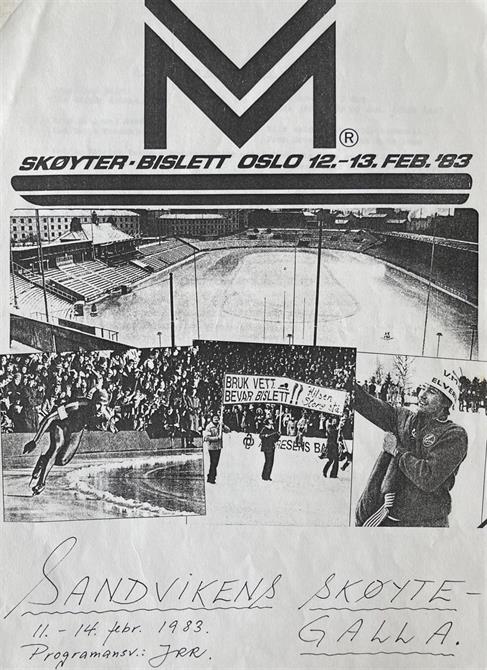 M®
SKØYTER·BISLETT OSLO 12.-13. FEB. '83
BRUK VETT
BEVAR BISLETT!!
Hilsen
SANDVIKENS SKØYTE-
GALLA.
11. - 14. febr. 1983.
Programansv.: JRR.